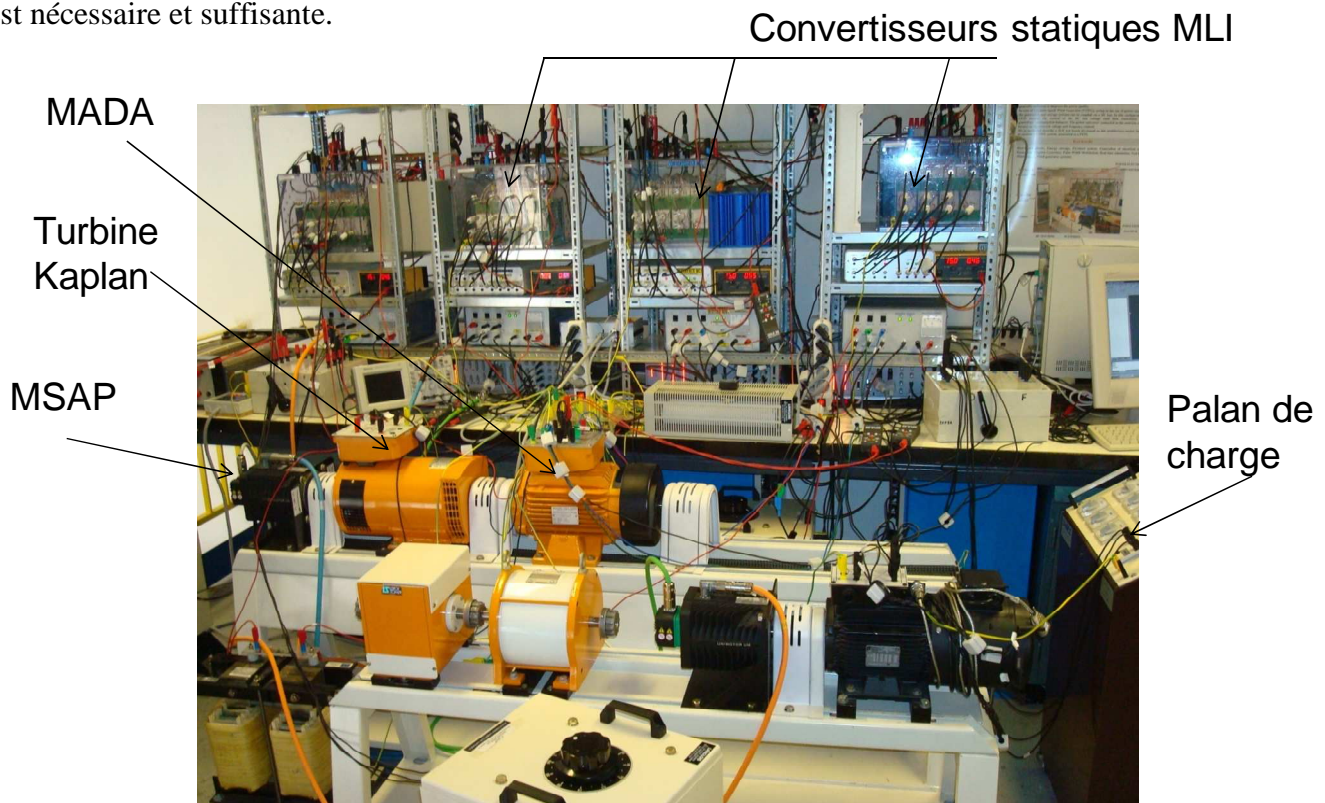 st nécessaire et suffisante.
Convertisseurs statiques MLI
MADA
Turbine
Kaplan
MSAP
Palan de
charge